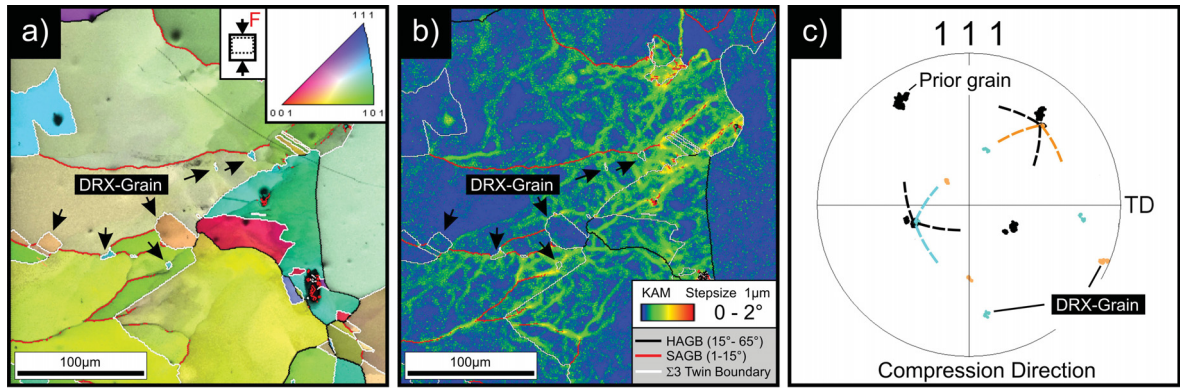 a)
F
1 1 1
0 0 1
1 0 1
DRX-Grain
100µm
b)
DRX-Grain
KAM Stepsize 1µm
0 - 2°
HAGB (15°- 65°)
SAGB (1-15°)
Σ3 Twin Boundary
100µm
c)
1 1 1
Prior grain
TD
DRX-Grain
Compression Direction